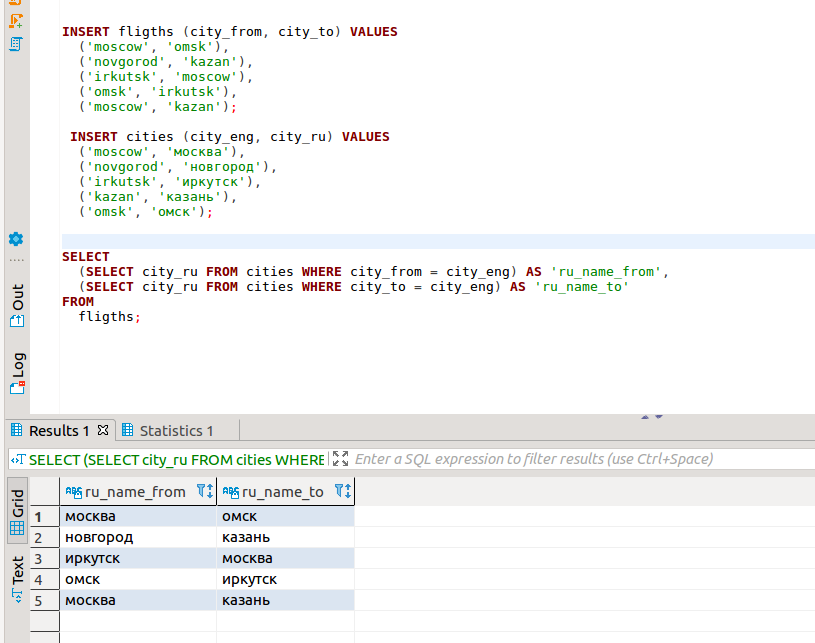 INSERT fligths (city_from, city_to) VALUES
('moscow', 'omsk'),
('novgorod', 'kazan'),
('irkutsk', 'moscow'),
('omsk', 'irkutsk'),
('moscow', 'kazan');
INSERT cities (city_eng, city_ru) VALUES
('moscow', 'москва'),
('novgorod', 'новгород'),
('irkutsk', 'иркутск'),
('kazan', 'казань'),
('omsk', 'омск');
SELECT
(SELECT city_ru FROM cities WHERE city_from = city_eng) AS 'ru_name_from',
(SELECT city_ru FROM cities WHERE city_to = city_eng) AS 'ru_name_to'
FROM
fligths;
Out
Log
Results 1 Statistics 1
SELECT (SELECT city_ru FROM cities WHERE Enter a SQL expression to filter results (use Ctrl+Space)
Grid
Text
ru_name_from ru_name_to
1 москва омск
2 новгород казань
3 иркутск москва
4 омск иркутск
5 москва казань